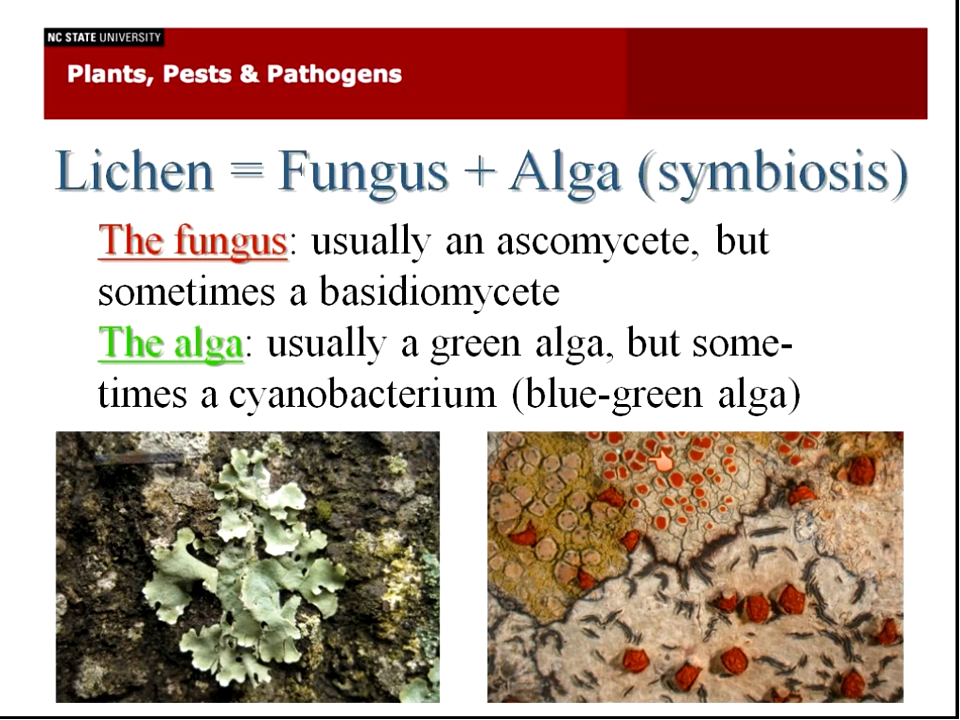 NC STATE UNIVERSITY
Plants, Pests & Pathogens
Lichen = Fungus + Alga (symbiosis)
The fungus: usually an ascomycete, but
sometimes a basidiomycete
The alga: usually a green alga, but some-
times a cyanobacterium (blue-green alga)